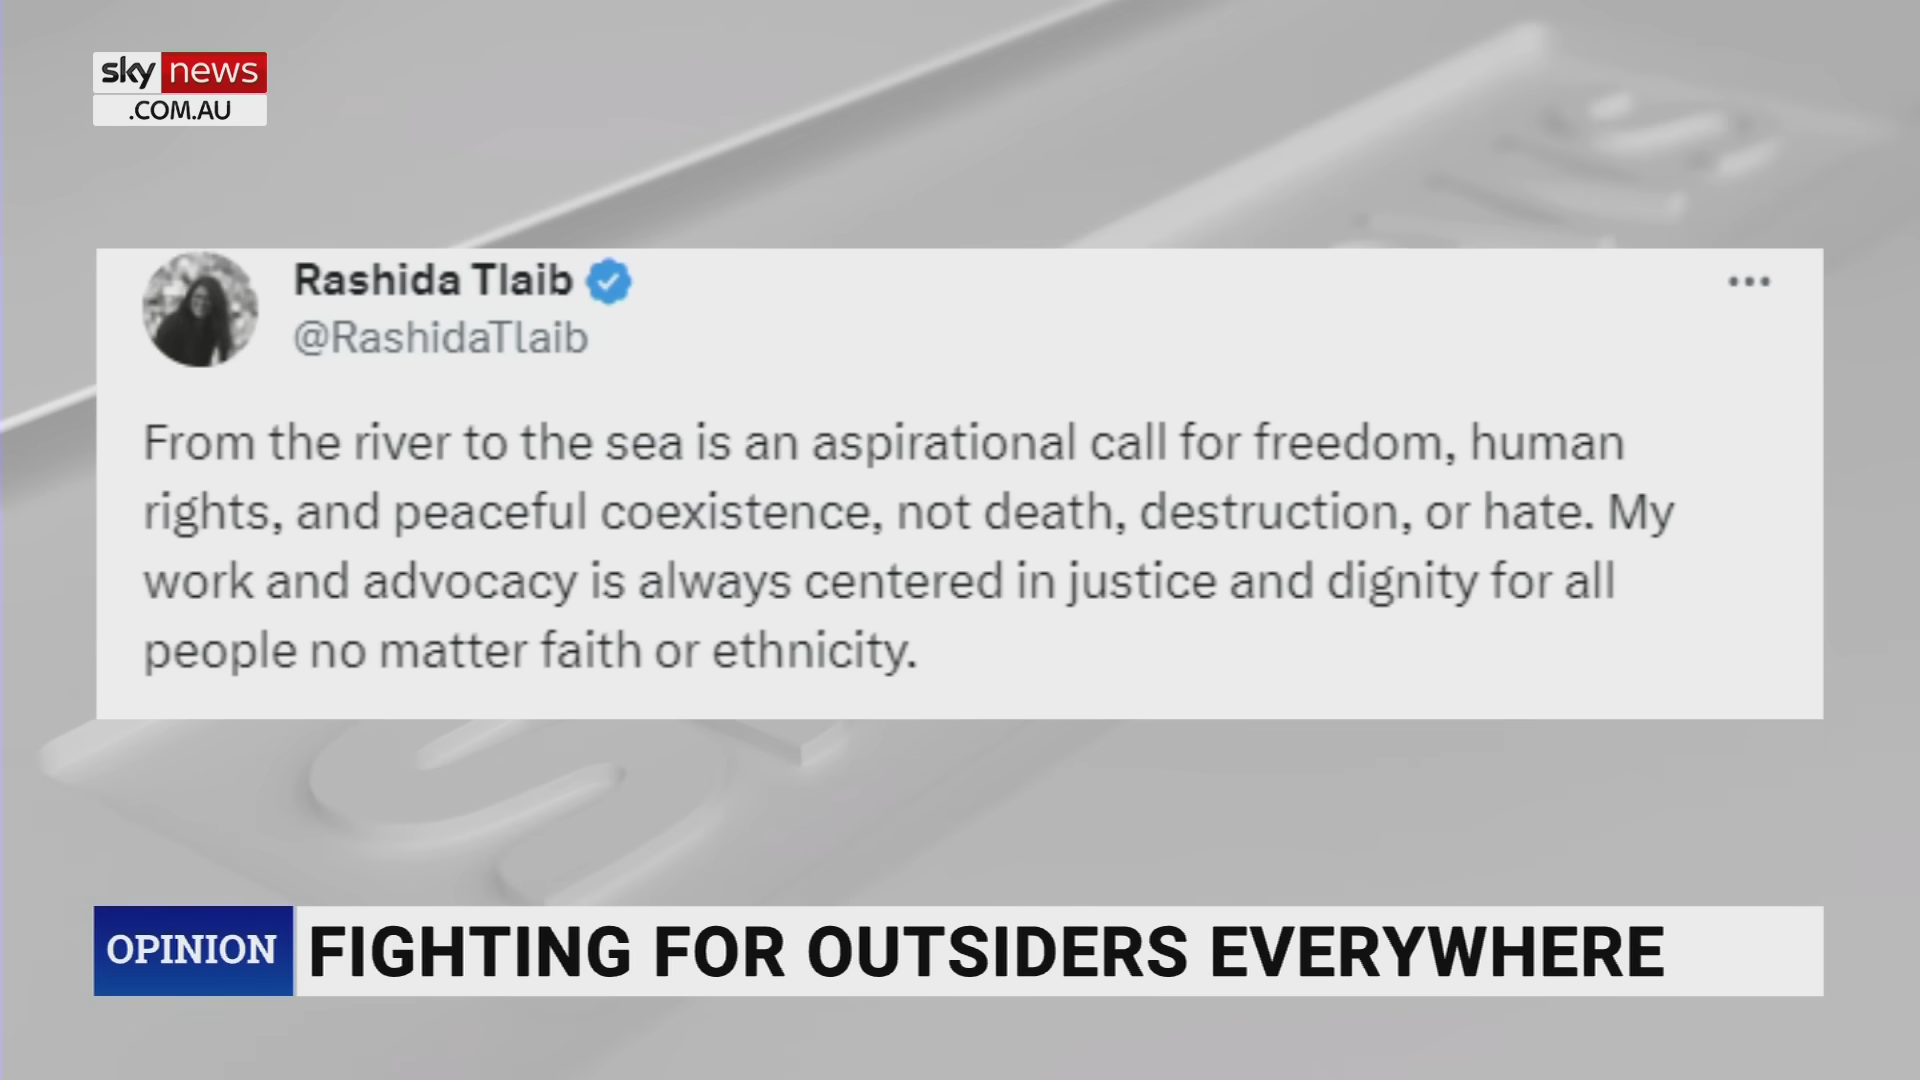 sky news
.COM.AU
Rashida Tlaib
@RashidaTlaib
From the river to the sea is an aspirational call for freedom, human
rights, and peaceful coexistence, not death, destruction, or hate. My
work and advocacy is always centered in justice and dignity for all
people no matter faith or ethnicity.
OPINION FIGHTING FOR OUTSIDERS EVERYWHERE